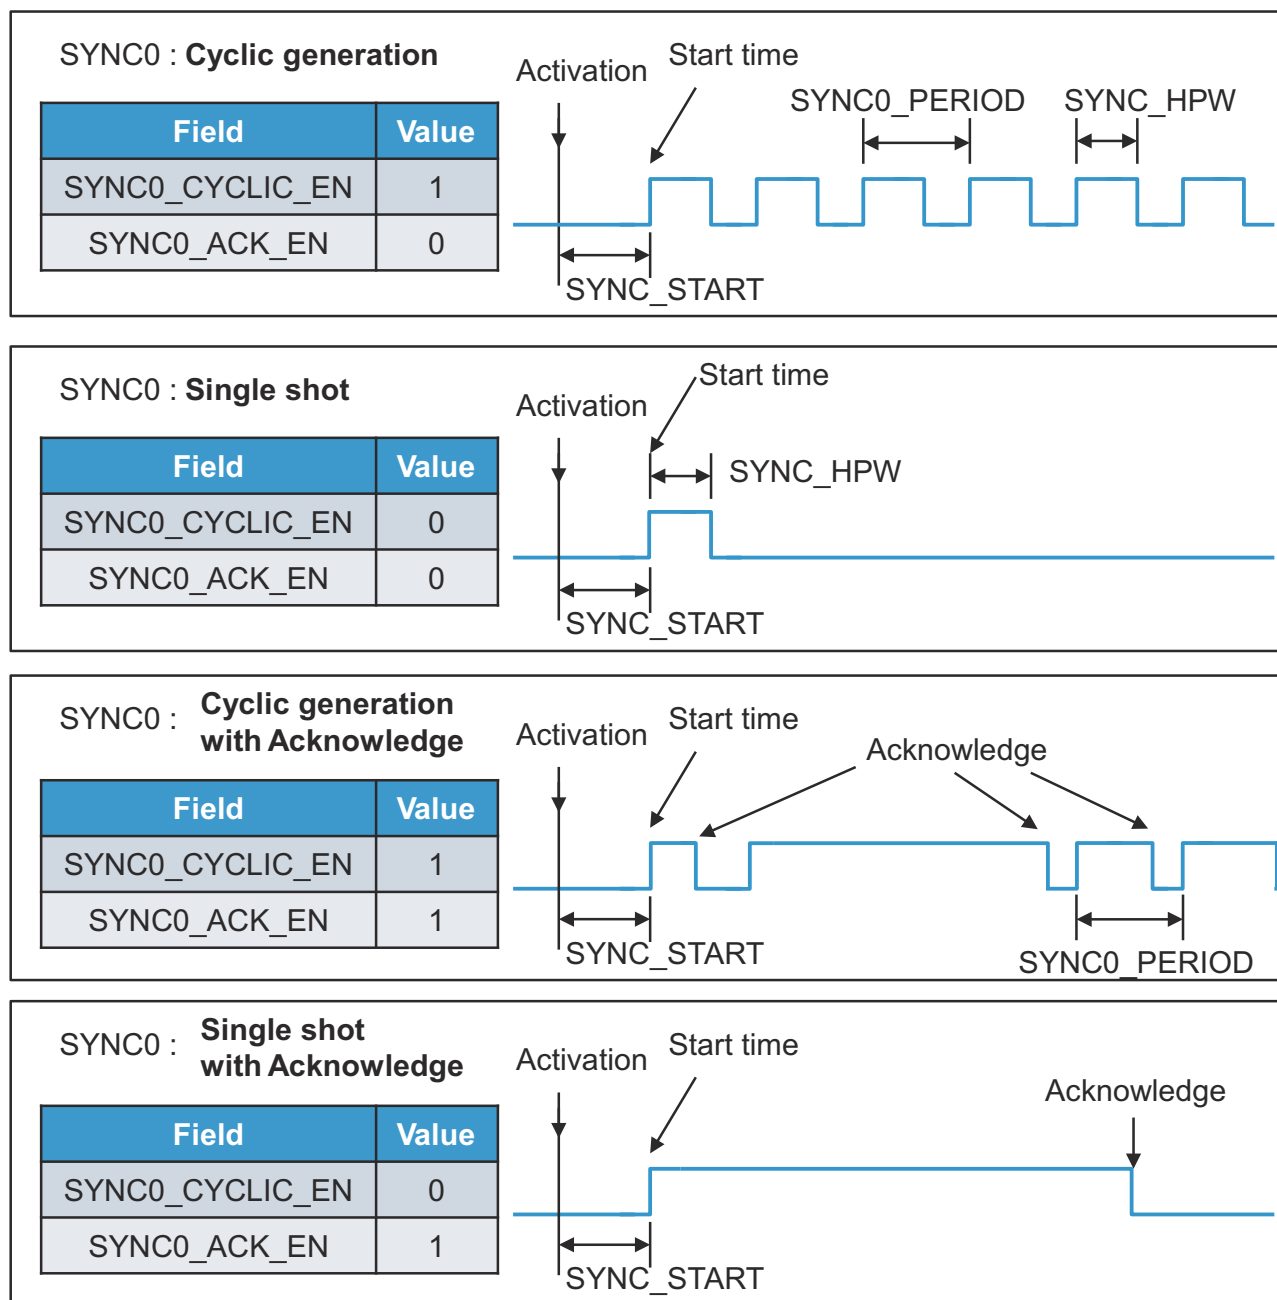 SYNC0 : Cyclic generation
Activation
Start time
SYNC0_PERIOD
SYNC_HPW
Field Value
SYNC0_CYCLIC_EN 1
SYNC0_ACK_EN 0
SYNC_START
SYNC0 : Single shot
Activation
Start time
SYNC_HPW
Field Value
SYNC0_CYCLIC_EN 0
SYNC0_ACK_EN 0
SYNC_START
SYNC0 : Cyclic generation
with Acknowledge
Activation
Start time
Acknowledge
Field Value
SYNC0_CYCLIC_EN 1
SYNC0_ACK_EN 1
SYNC_START
SYNC0_PERIOD
SYNC0 : Single shot
with Acknowledge
Activation
Start time
Acknowledge
Field Value
SYNC0_CYCLIC_EN 0
SYNC0_ACK_EN 1
SYNC_START